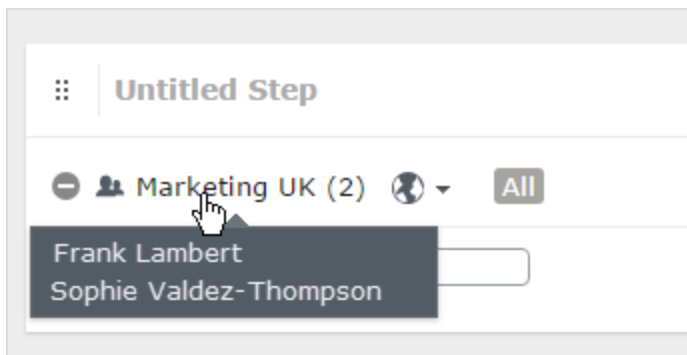 Untitled Step
Marketing UK (2) All
Frank Lambert
Sophie Valdez-Thompson